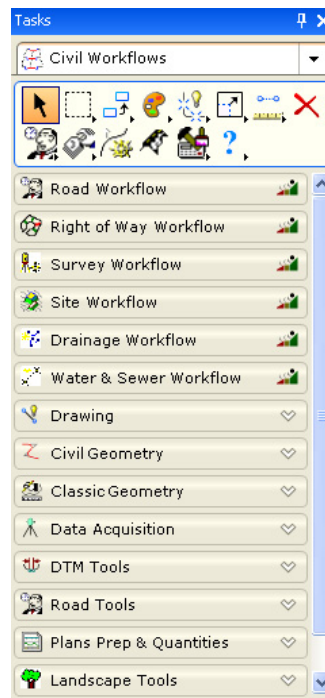 Tasks
Civil Workflows
Road Workflow
Right of Way Workflow
Survey Workflow
Site Workflow
Drainage Workflow
Water & Sewer Workflow
Drawing
Civil Geometry
Classic Geometry
Data Acquisition
DTM Tools
Road Tools
Plans Prep & Quantities
Landscape Tools